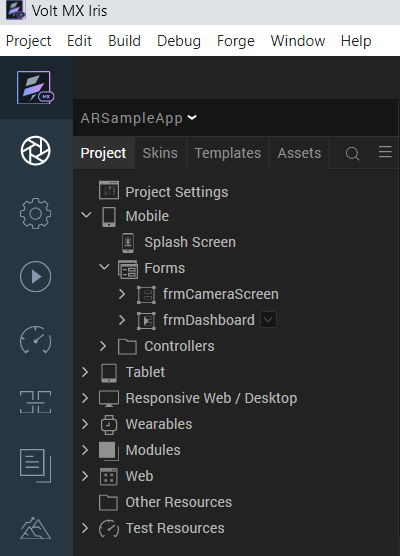 Volt MX Iris
Project Edit Build Debug Forge Window Help
MX
ARSampleApp
Project Skins Templates Assets
Project Settings
Mobile
Splash Screen
Forms
frmCameraScreen
frmDashboard
Controllers
Tablet
Responsive Web / Desktop
Wearables
Modules
Web
Other Resources
Test Resources